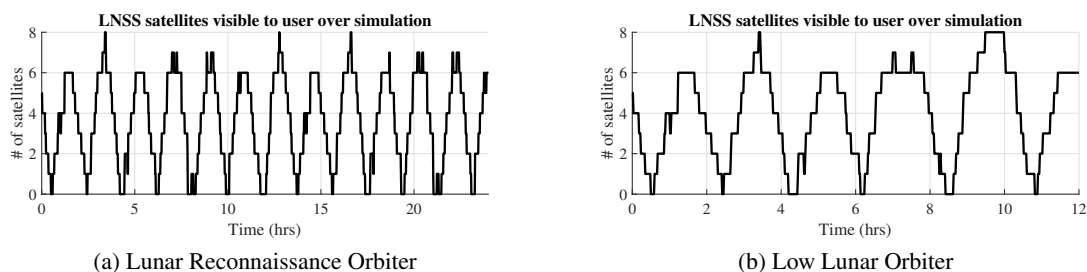 LNSS satellites visible to user over simulation
8
6
4
2
0
# of satellites
0 5 10 15 20
Time (hrs)
(a) Lunar Reconnaissance Orbiter
LNSS satellites visible to user over simulation
8
6
4
2
0
# of satellites
0 2 4 6 8 10 12
Time (hrs)
(b) Low Lunar Orbiter